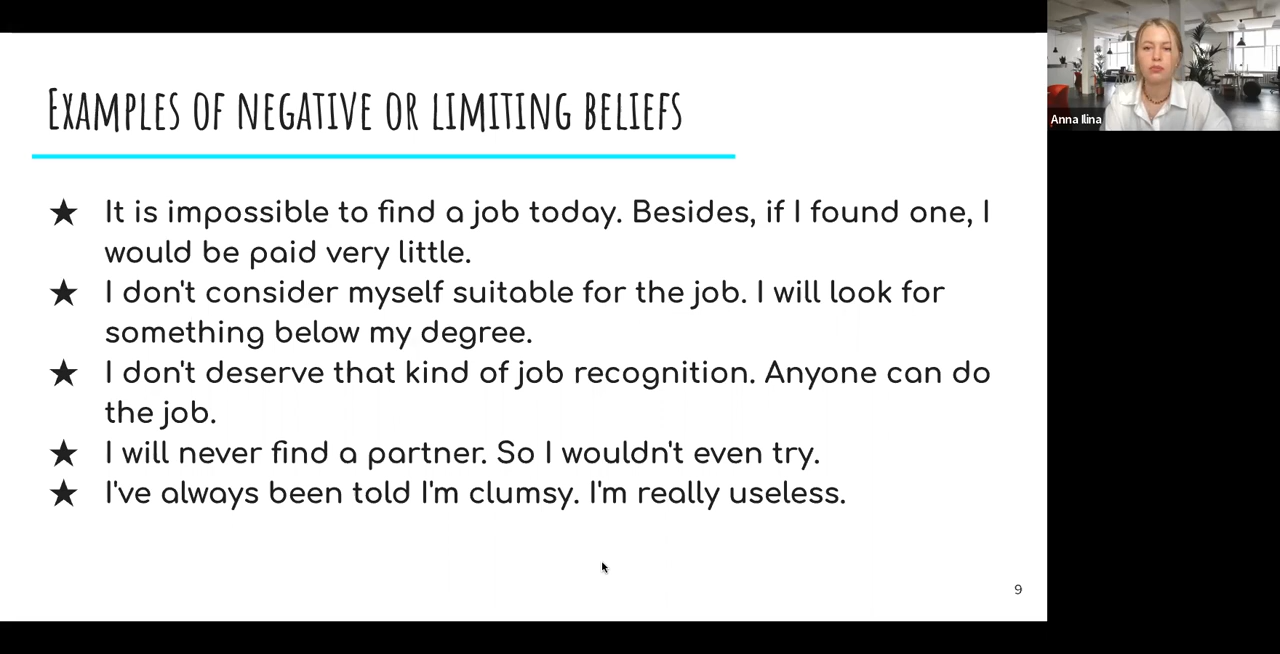 Examples of negative or limiting beliefs
★ It is impossible to find a job today. Besides, if I found one, I
would be paid very little.
★ I don't consider myself suitable for the job. I will look for
something below my degree.
★ I don't deserve that kind of job recognition. Anyone can do
the job.
★ I will never find a partner. So I wouldn't even try.
★ I've always been told I'm clumsy. I'm really useless.
9
Anna Ilina